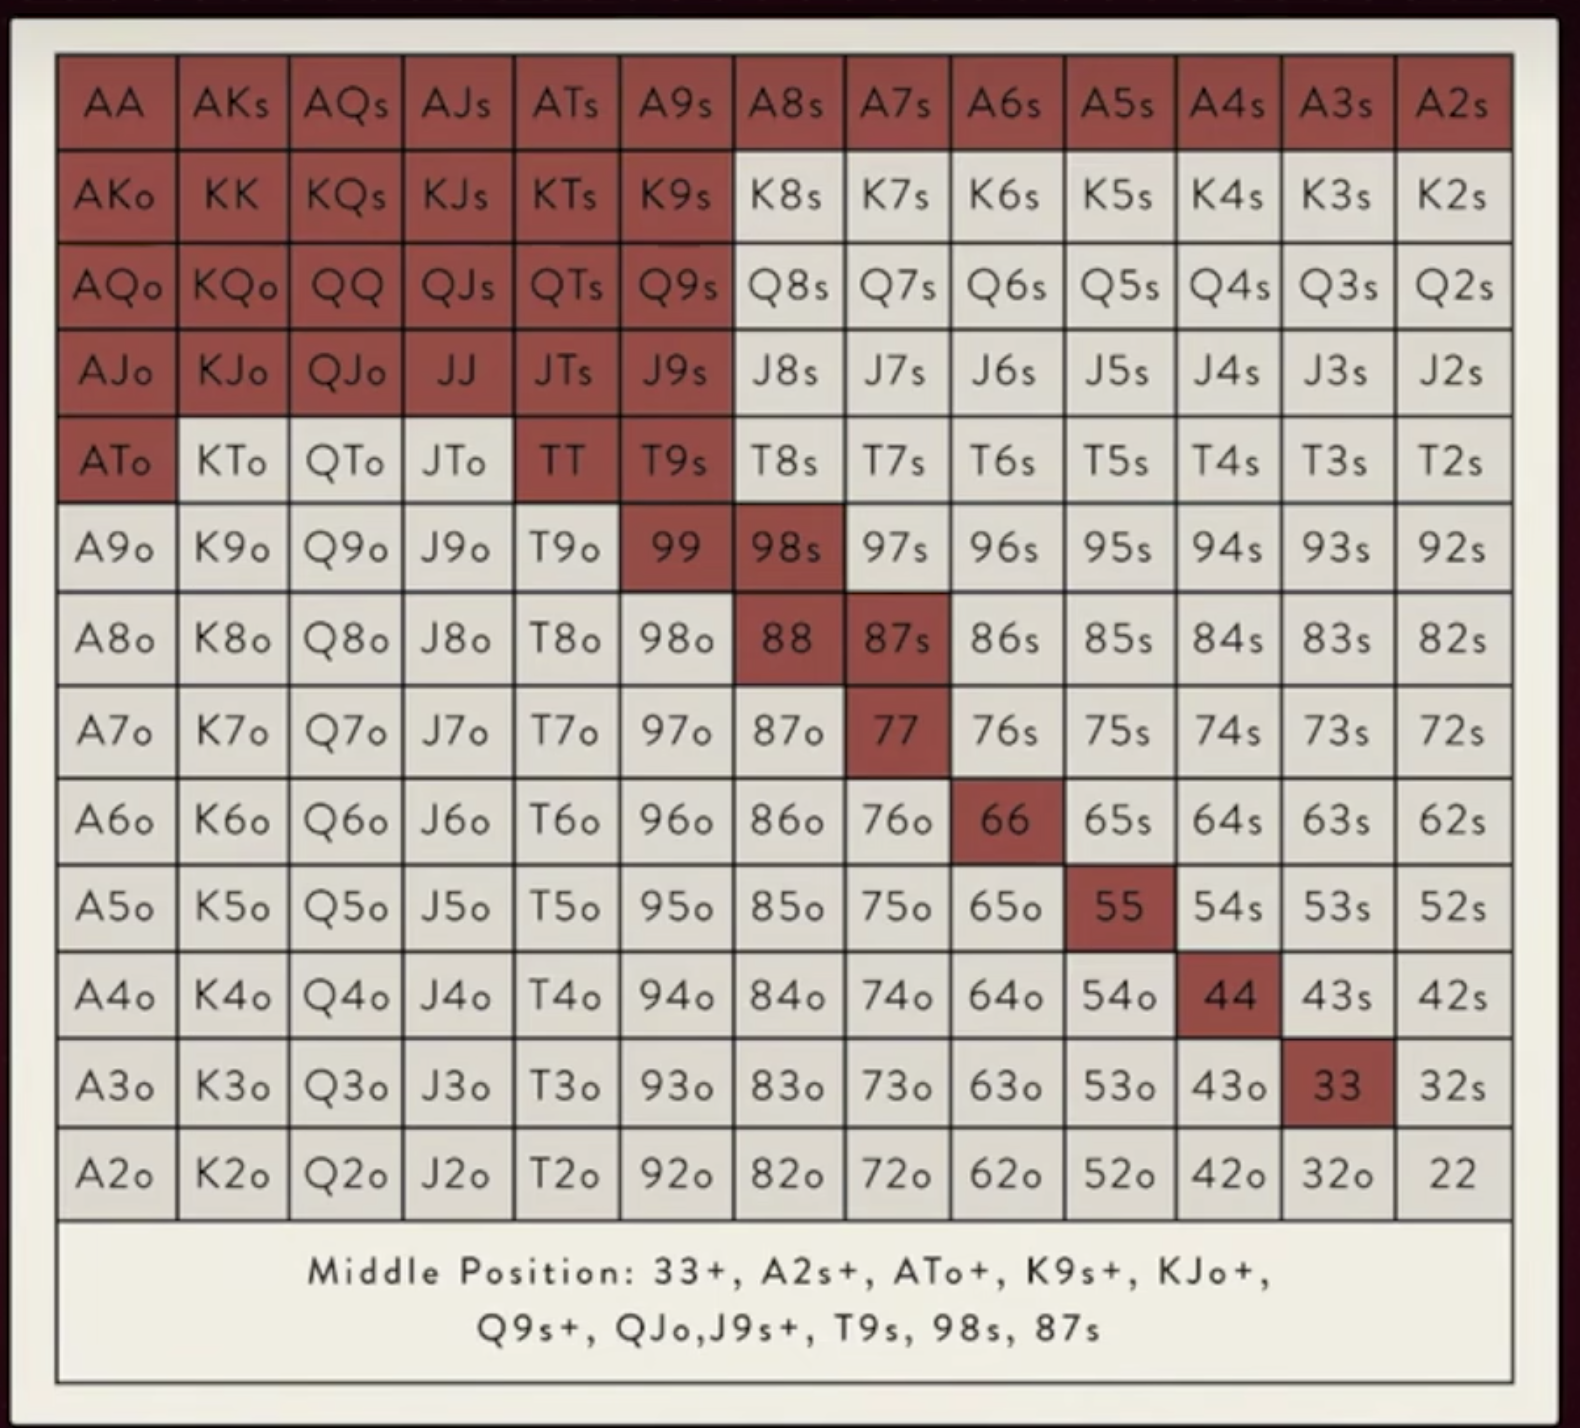 AA AKs AQs AJs ATs A9s A8s A7s A6s A5s A4s A3s A2s
AKo KK KQs KJs KTs K9s K8s K7s K6s K5s K4s K3s K2s
AQo KQo QQ QJs QTs Q9s Q8s Q7s Q6s Q5s Q4s Q3s Q2s
AJo KJo QJo JJ JTs J9s J8s J7s J6s J5s J4s J3s J2s
ATo KTo QTo JTo TT T9s T8s T7s T6s T5s T4s T3s T2s
A9o K9o Q9o J9o T9o 99 98s 97s 96s 95s 94s 93s 92s
A8o K8o Q8o J8o T8o 98o 88 87s 86s 85s 84s 83s 82s
A7o K7o Q7o J7o T7o 97o 87o 77 76s 75s 74s 73s 72s
A6o K6o Q6o J6o T6o 96o 86o 76o 66 65s 64s 63s 62s
A5o K5o Q5o J5o T5o 95o 85o 75o 65o 55 54s 53s 52s
A4o K4o Q4o J4o T4o 94o 84o 74o 64o 54o 44 43s 42s
A3o K3o Q3o J3o T3o 93o 83o 73o 63o 53o 43o 33 32s
A2o K2o Q2o J2o T2o 92o 82o 72o 62o 52o 42o 32o 22
Middle Position: 33+, A2s+, ATo+, K9s+, KJo+,
Q9s+, QJo,J9s+, T9s, 98s, 87s